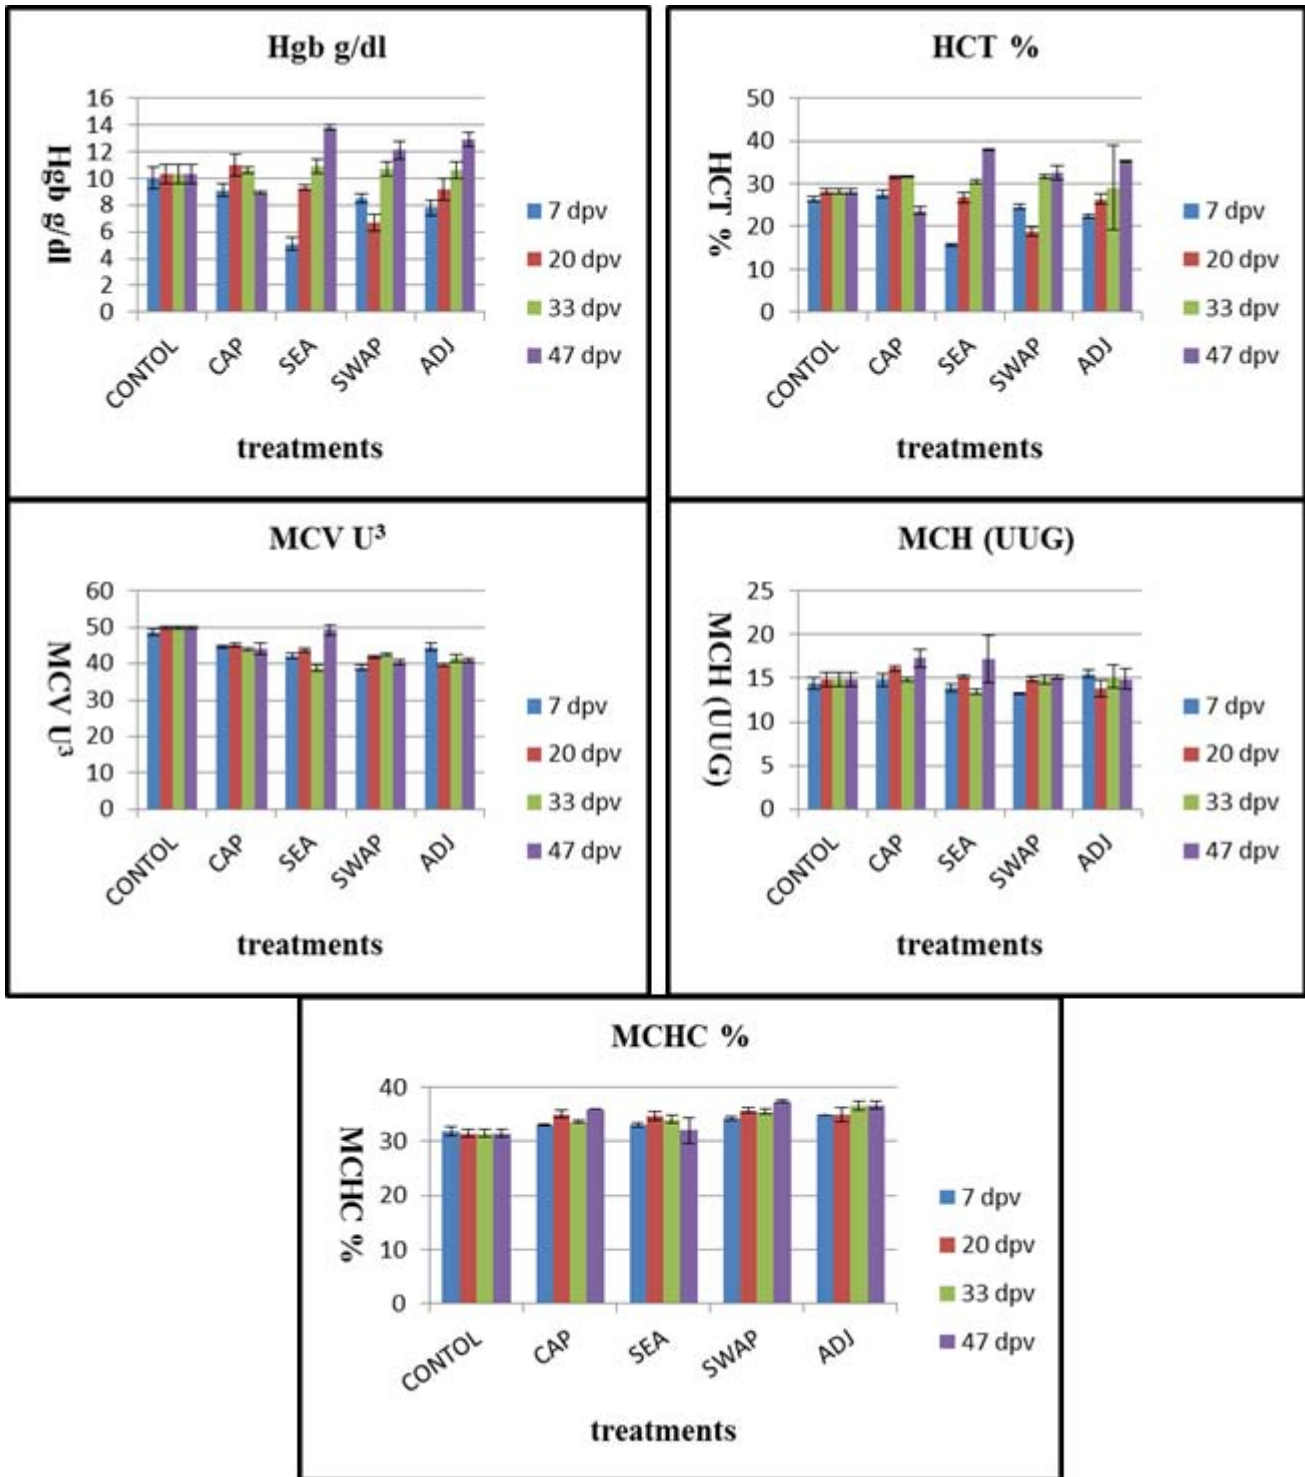 Hgb g/dl
Hgb g/dl
16
14
12
10
8
6
4
2
0
CONTOL
CAP
SEA
SWAP
ADJ
treatments
7 dpv
20 dpv
33 dpv
47 dpv
HCT %
HCT %
50
40
30
20
10
0
CONTOL
CAP
SEA
SWAP
ADJ
treatments
7 dpv
20 dpv
33 dpv
47 dpv
MCV U³
MCV U³
60
50
40
30
20
10
0
CONTOL
CAP
SEA
SWAP
ADJ
treatments
7 dpv
20 dpv
33 dpv
47 dpv
MCH (UUG)
MCH (UUG)
25
20
15
10
5
0
CONTOL
CAP
SEA
SWAP
ADJ
treatments
7 dpv
20 dpv
33 dpv
47 dpv
MCHC %
MCHC %
40
30
20
10
0
CONTOL
CAP
SEA
SWAP
ADJ
treatments
7 dpv
20 dpv
33 dpv
47 dpv